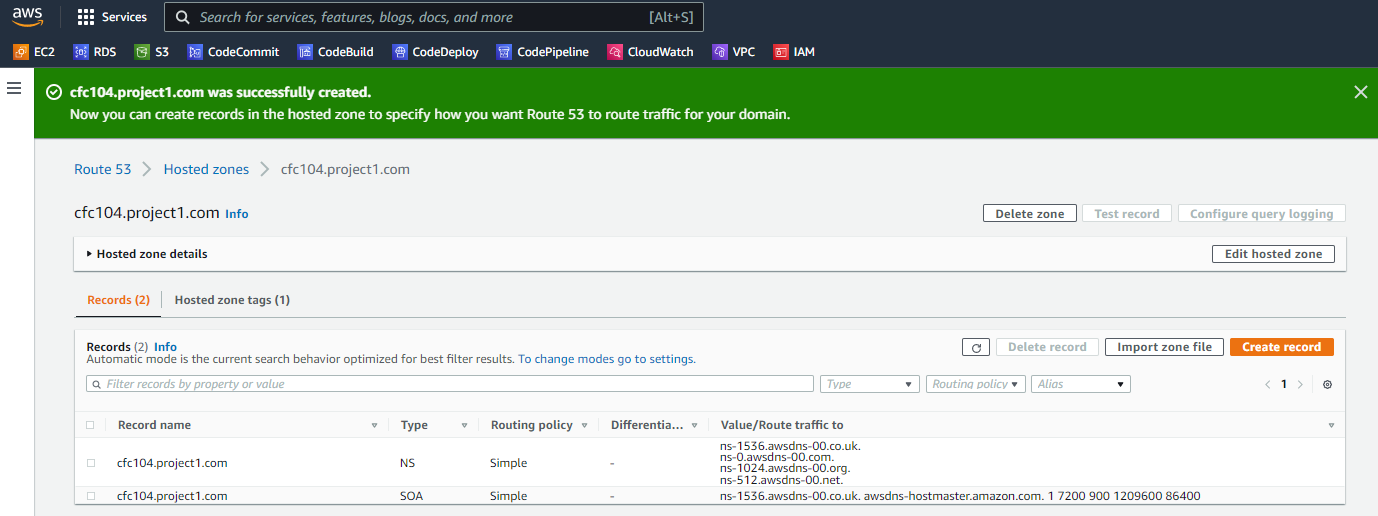 aws
Services
Search for services, features, blogs, docs, and more
[Alt+S]
EC2 RDS S3 CodeCommit CodeBuild CodeDeploy CodePipeline CloudWatch VPC IAM
cfc104.project1.com was successfully created.
Now you can create records in the hosted zone to specify how you want Route 53 to route traffic for your domain.
Route 53 Hosted zones cfc104.project1.com
cfc104.project1.com Info
Delete zone Test record Configure query logging
Hosted zone details
Edit hosted zone
Records (2) Hosted zone tags (1)
Records (2) Info
Automatic mode is the current search behavior optimized for best filter results. To change modes go to settings.
Delete record Import zone file Create record
Filter records by property or value
Type Routing policy Alias
1
Record name Type Routing policy Differentia... Value/Route traffic to
cfc104.project1.com NS Simple -
ns-1536.awsdns-00.co.uk.
ns-0.awsdns-00.com.
ns-1024.awsdns-00.org.
ns-512.awsdns-00.net.
cfc104.project1.com SOA Simple - ns-1536.awsdns-00.co.uk. awsdns-hostmaster.amazon.com. 1 7200 900 1209600 86400